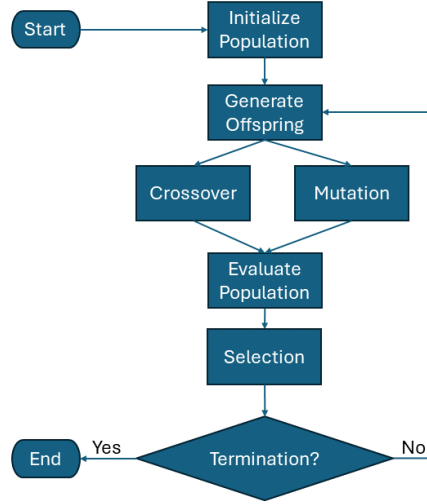 Start
Initialize
Population
Generate
Offspring
Crossover
Mutation
Evaluate
Population
Selection
Termination?
Yes
No
End